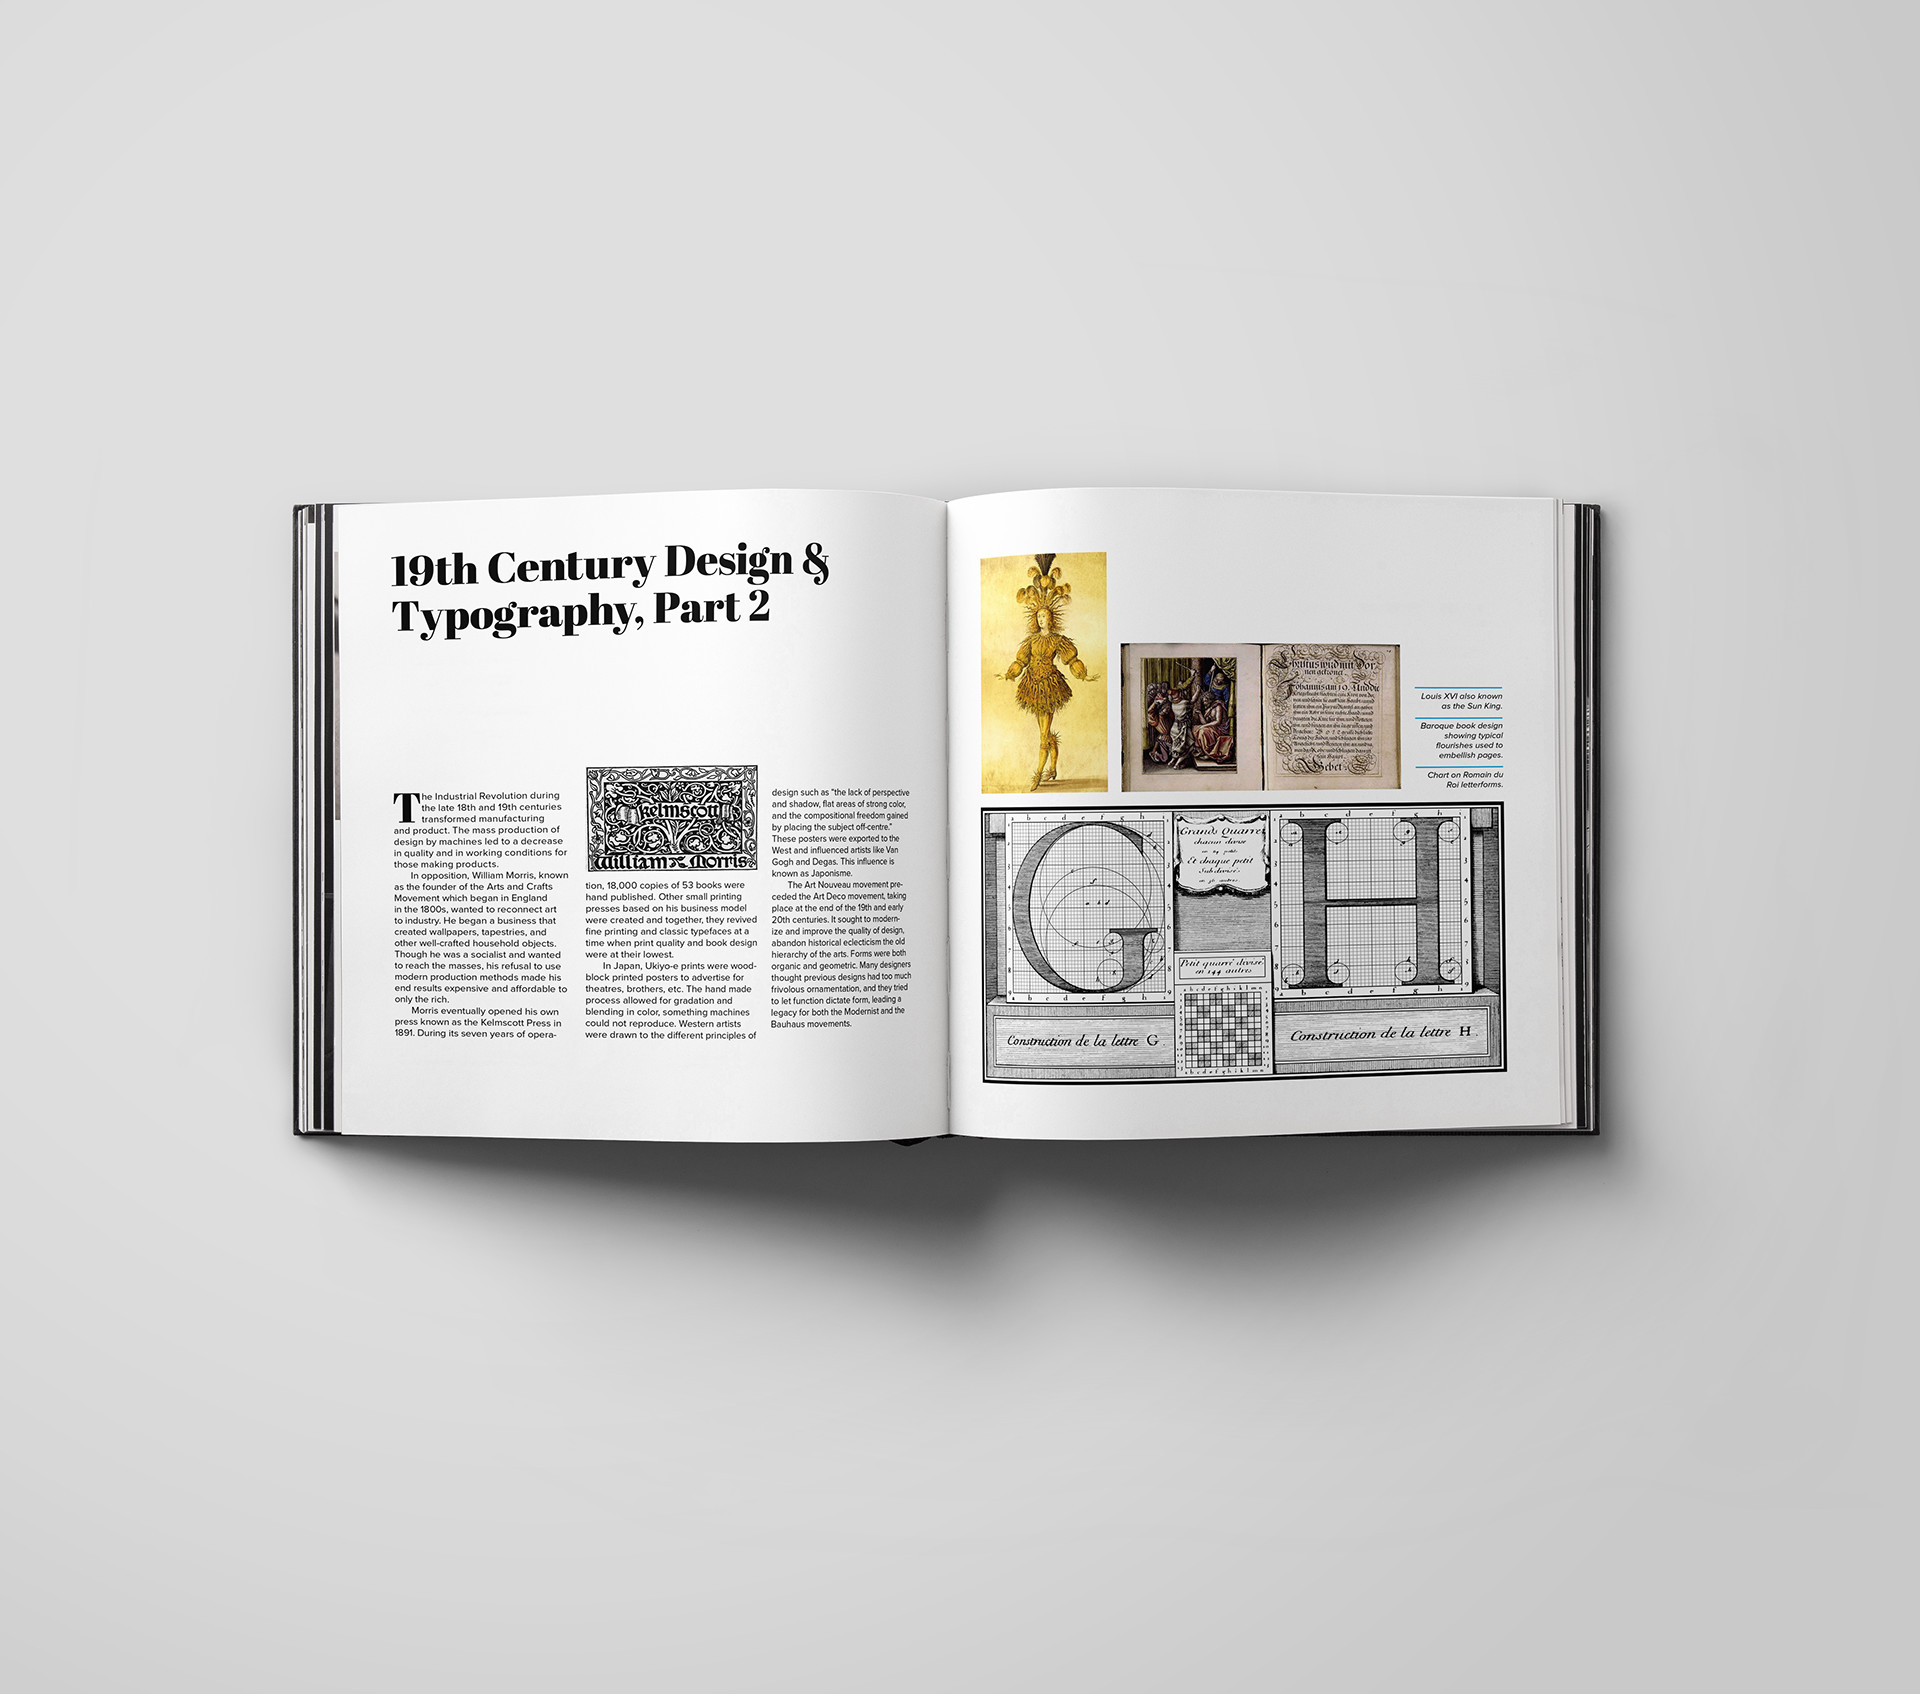 19th Century Design &
Typography, Part 2
The Industrial Revolution during
the late 18th and 19th centuries
transformed manufacturing
and product. The mass production of
design by machines led to a decrease
in quality and in working conditions for
those making products.
In opposition, William Morris, known
as the founder of the Arts and Crafts
Movement which began in England
in the 1800s, wanted to reconnect art
to industry. He began a business that
created wallpapers, tapestries, and
other well-crafted household objects.
Though he was a socialist and wanted
to reach the masses, his refusal to use
modern production methods made his
end results expensive and affordable to
only the rich.
Morris eventually opened his own
press known as the Kelmscott Press in
1891. During its seven years of opera-
kelmscott
William Morris
tion, 18,000 copies of 53 books were
hand published. Other small printing
presses based on his business model
were created and together, they revived
fine printing and classic typefaces at a
time when print quality and book design
were at their lowest.
In Japan, Ukiyo-e prints were wood-
block printed posters to advertise for
theatres, brothers, etc. The hand made
process allowed for gradation and
blending in color, something machines
could not reproduce. Western artists
were drawn to the different principles of
design such as "the lack of perspective
and shadow, flat areas of strong color,
and the compositional freedom gained
by placing the subject off-centre."
These posters were exported to the
West and influenced artists like Van
Gogh and Degas. This influence is
known as Japonisme.
The Art Nouveau movement pre-
ceded the Art Deco movement, taking
place at the end of the 19th and early
20th centuries. It sought to modern-
ize and improve the quality of design,
abandon historical eclecticism the old
hierarchy of the arts. Forms were both
organic and geometric. Many designers
thought previous designs had too much
frivolous ornamentation, and they tried
to let function dictate form, leading a
legacy for both the Modernist and the
Bauhaus movements.
Louis XVI also known
as the Sun King.
Baroque book design
showing typical
flourishes used to
embellish pages.
Chart on Romain du
Roi letterforms.
Christus wird mit Dor
nen gekrönet
Gebet
a b c d e f g h
G
a b c d e f g h
Construction de la lettre G.
Grands Quarrés
chacun divisé
en 64 petits
Et chaque petit
Subdivisé
en 36 autres.
Petit quarré divisé
en 144 autres
a b c d e f g h i k l m n
a b c d e f g h i k l m n
a b c d e f g h
H
a b c d e f g h
Construction de la lettre H.